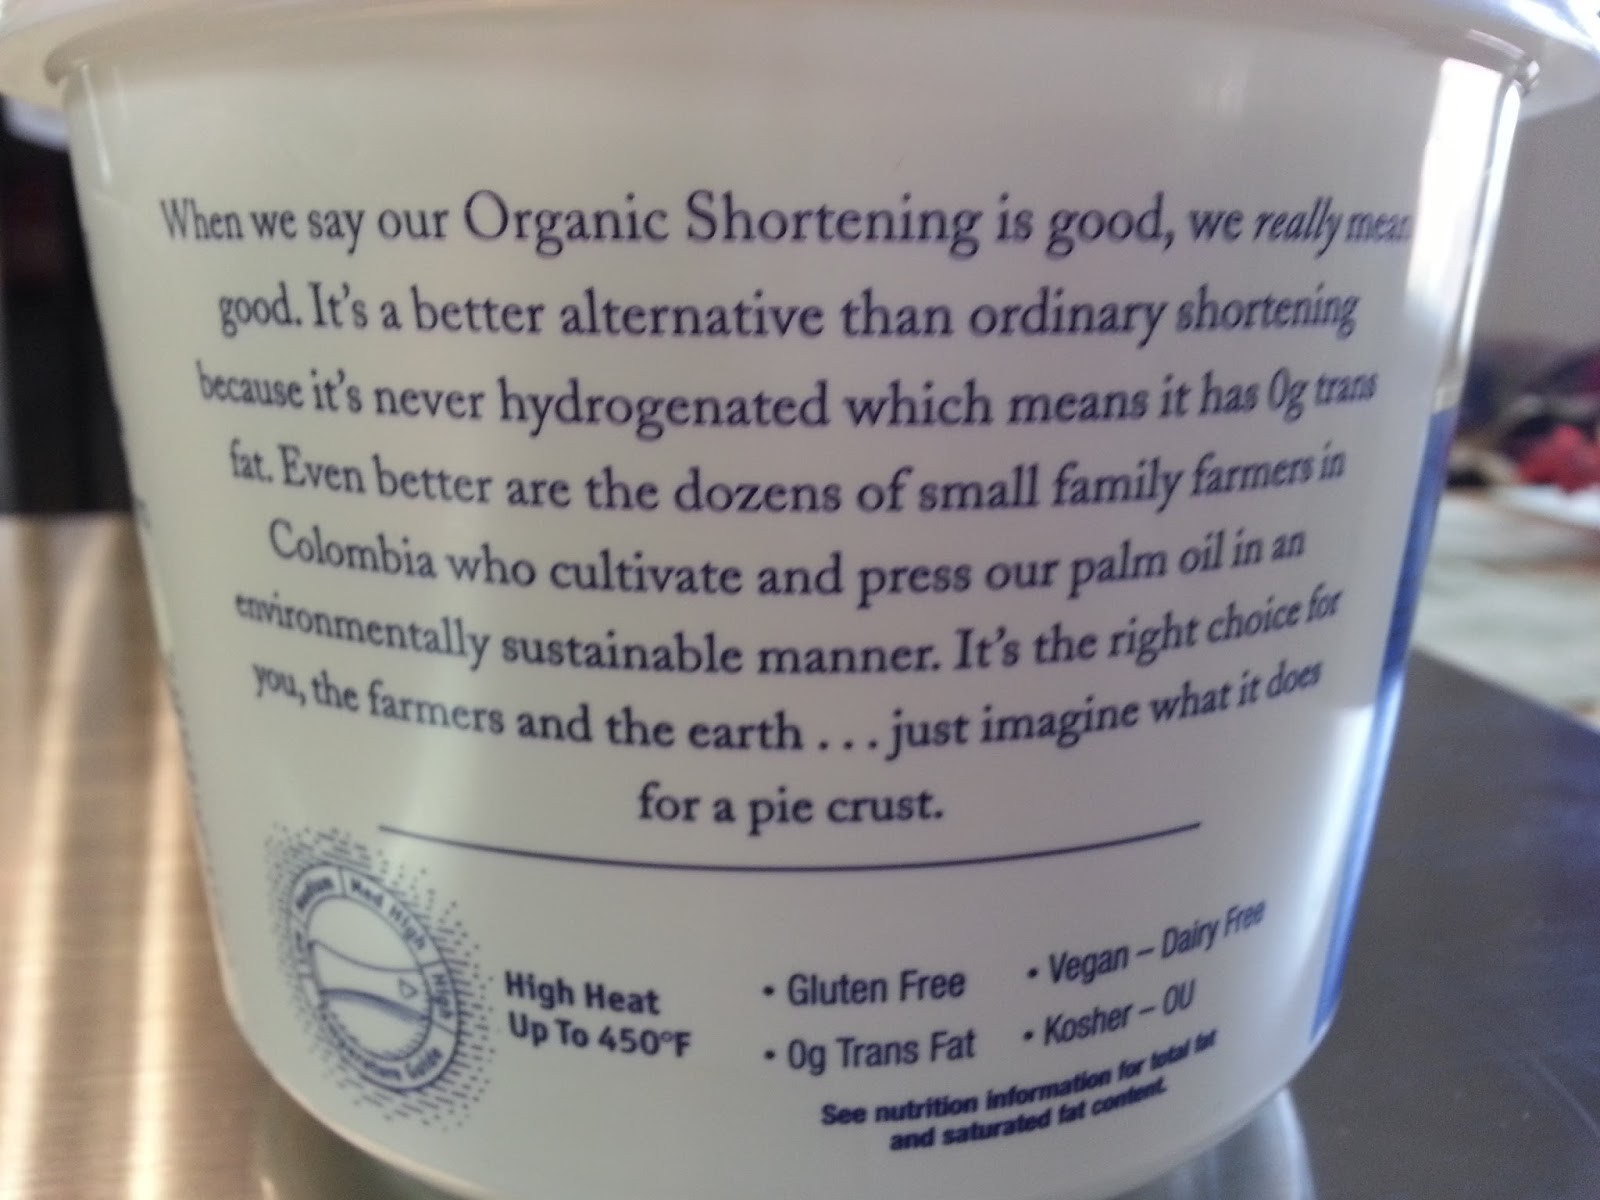 When we say our Organic Shortening is good, we really mean
good. It's a better alternative than ordinary shortening
because it's never hydrogenated which means it has 0g trans
fat. Even better are the dozens of small family farmers in
Colombia who cultivate and press our palm oil in an
environmentally sustainable manner. It's the right choice for
you, the farmers and the earth . . . just imagine what it does
for a pie crust.
Medium
Med High
High
High Heat
Up To 450°F
• Gluten Free
• 0g Trans Fat
• Vegan – Dairy Free
• Kosher – OU
See nutrition information for total fat
and saturated fat content.